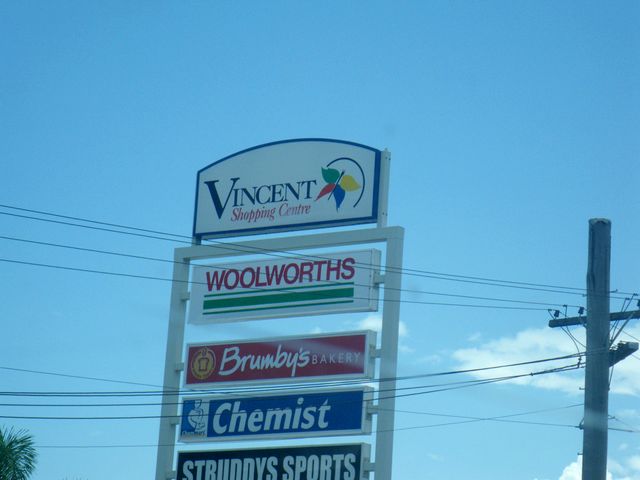 VINCENT
Shopping Centre
WOOLWORTHS
Brumby's BAKERY
Chemist
STRUDDYS SPORTS